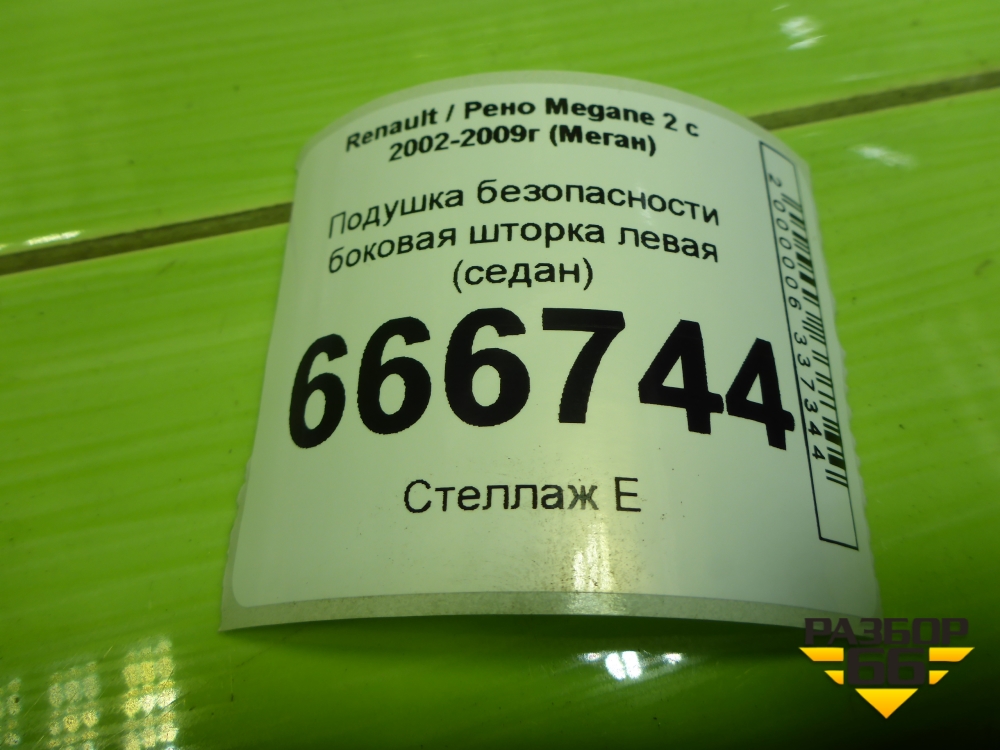 Renault / Рено Megane 2 с
2002-2009г (Меган)
Подушка безопасности
боковая шторка левая
(седан)
666744
Стеллаж Е
2000006337344
РАЗБОР
66